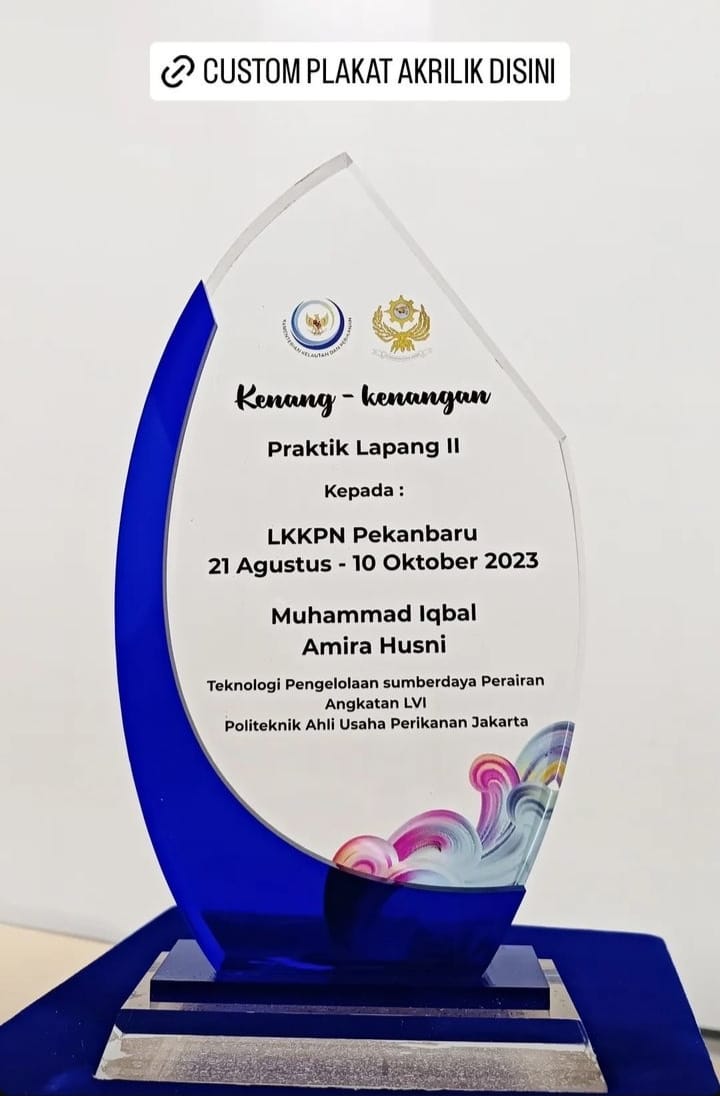 CUSTOM PLAKAT AKRILIK DISINI
KEMENTERIAN KELAUTAN DAN PERIKANAN
Kenang - kenangan
Praktik Lapang II
Kepada :
LKKPN Pekanbaru
21 Agustus - 10 Oktober 2023
Muhammad Iqbal
Amira Husni
Teknologi Pengelolaan sumberdaya Perairan
Angkatan LVI
Politeknik Ahli Usaha Perikanan Jakarta